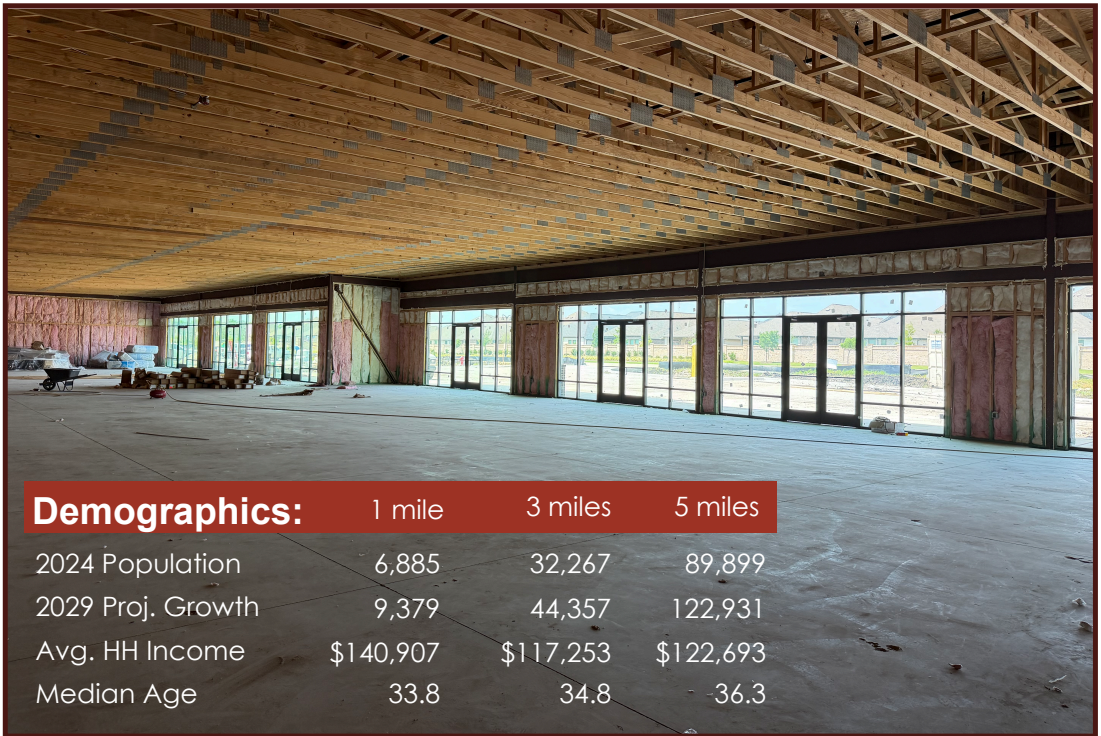 Demographics: 1 mile 3 miles 5 miles
2024 Population 6,885 32,267 89,899
2029 Proj. Growth 9,379 44,357 122,931
Avg. HH Income $140,907 $117,253 $122,693
Median Age 33.8 34.8 36.3